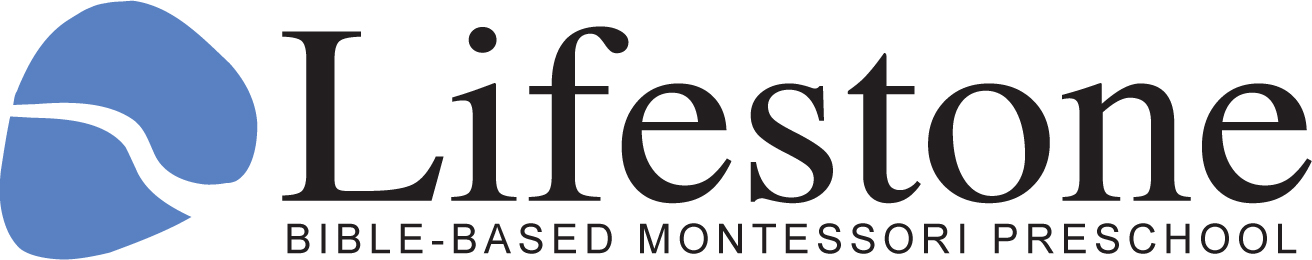 Lifestone
BIBLE-BASED MONTESSORI PRESCHOOL